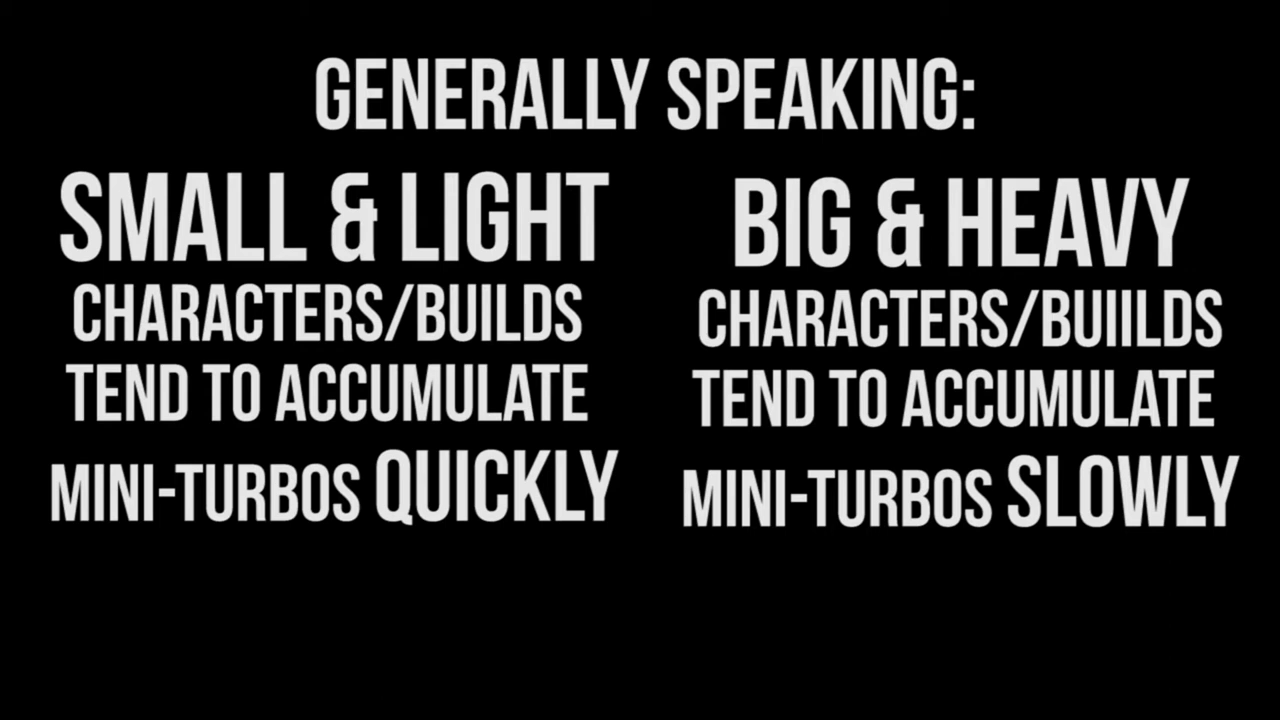 GENERALLY SPEAKING:
SMALL & LIGHT
CHARACTERS/BUILDS
TEND TO ACCUMULATE
MINI-TURBOS QUICKLY
BIG & HEAVY
CHARACTERS/BUIIILDS
TEND TO ACCUMULATE
MINI-TURBOS SLOWLY